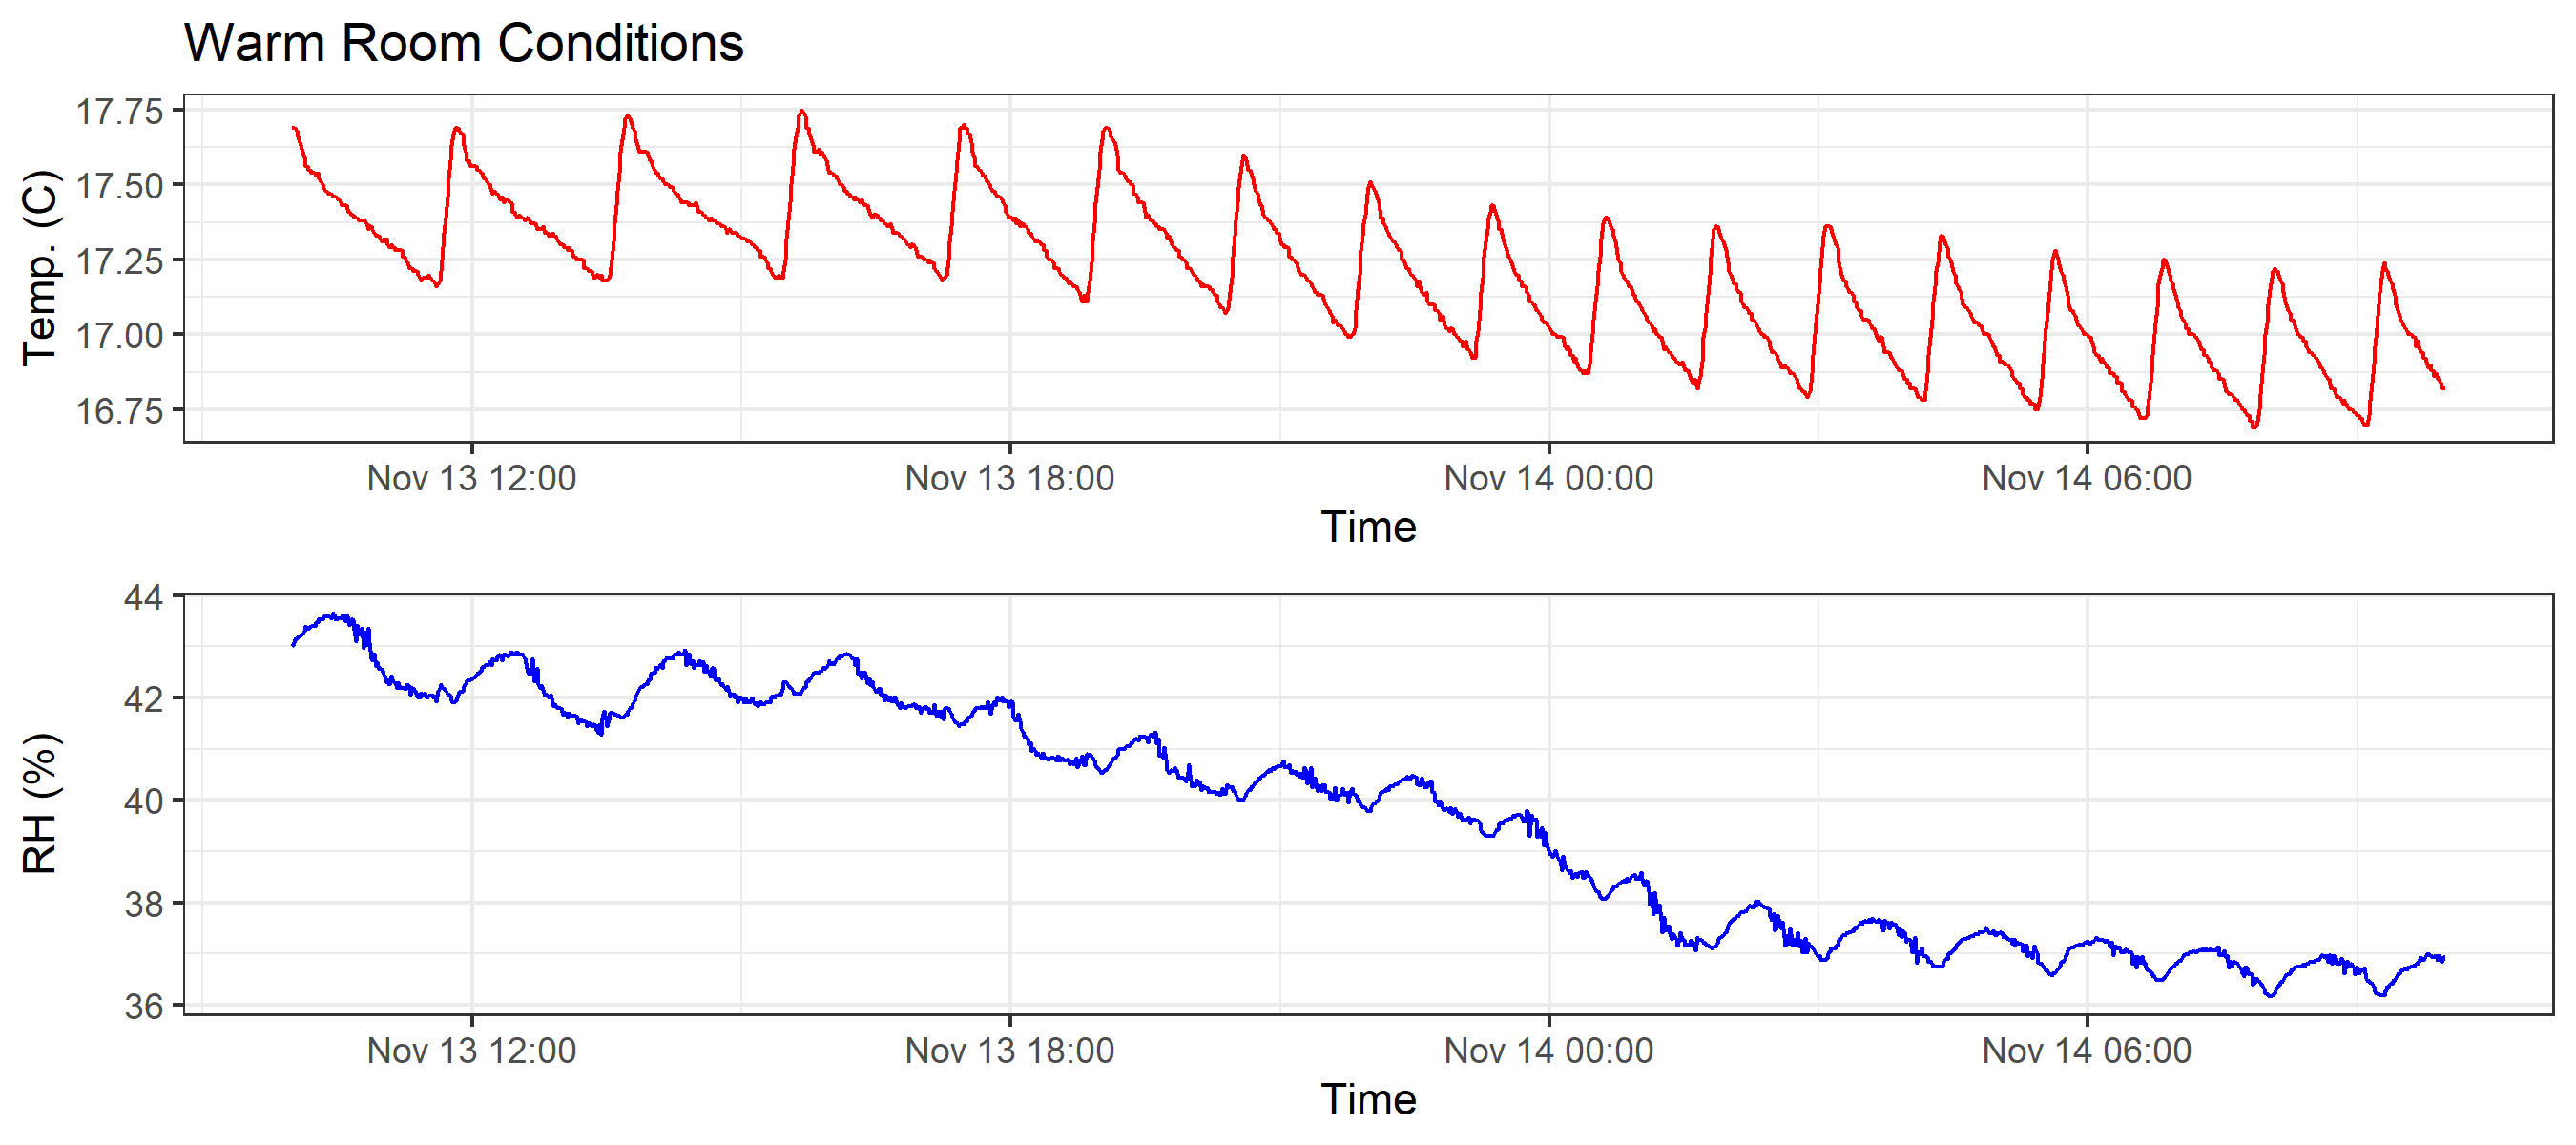 Warm Room Conditions
17.75
17.50
17.25
17.00
16.75
Temp. (C)
Nov 13 12:00 Nov 13 18:00 Nov 14 00:00 Nov 14 06:00
Time
44
42
40
38
36
RH (%)
Nov 13 12:00 Nov 13 18:00 Nov 14 00:00 Nov 14 06:00
Time